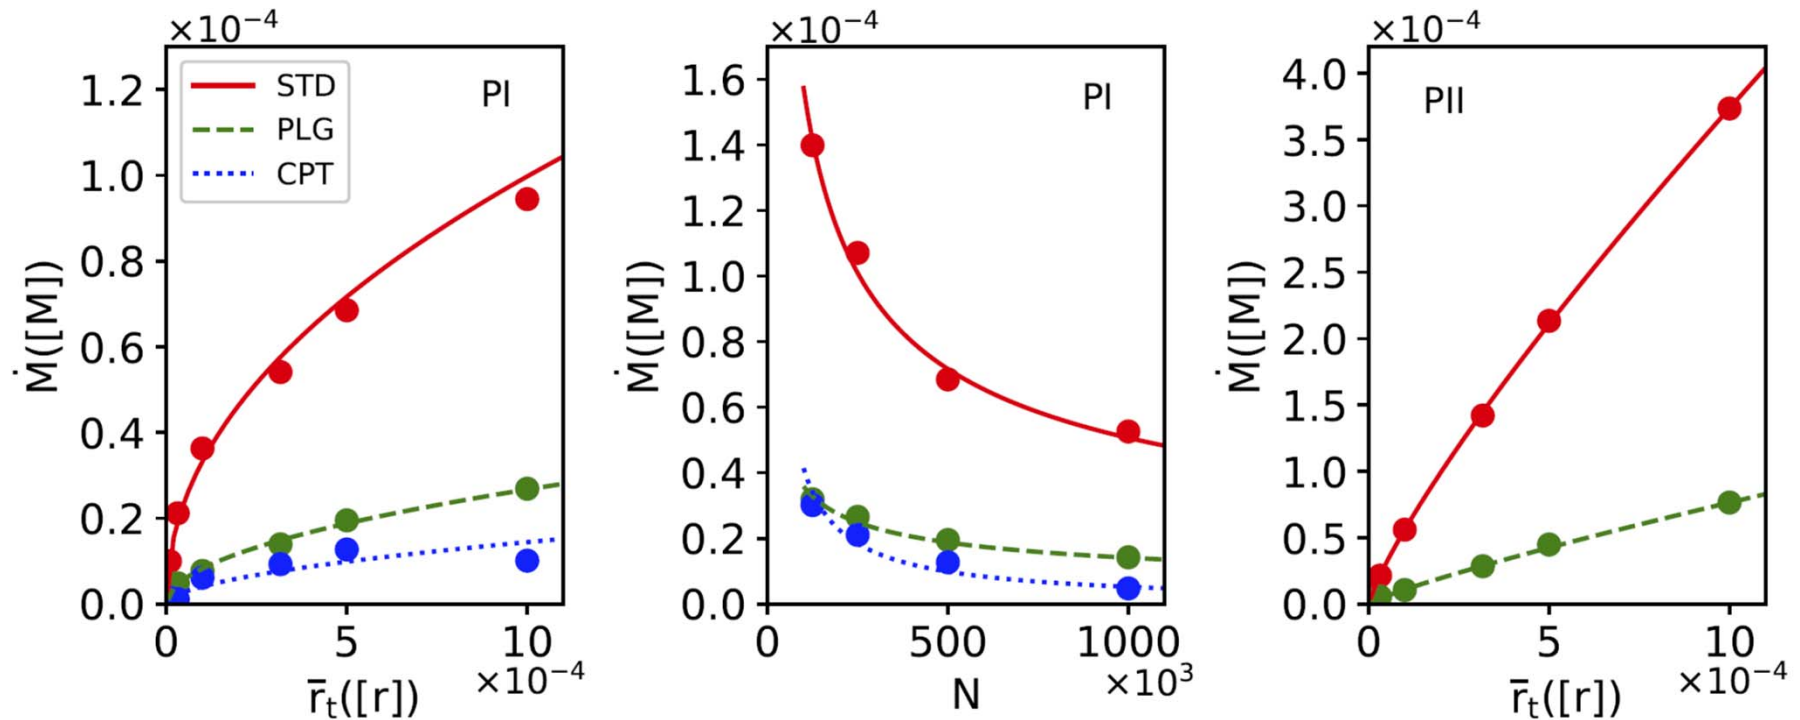 ×10⁻⁴
1.2
1.0
0.8
0.6
0.4
0.2
0.0
Ṁ([M])
STD
PLG
CPT
PI
0 5 10
×10⁻⁴
r̄ₜ([r])
×10⁻⁴
1.6
1.4
1.2
1.0
0.8
0.6
0.4
0.2
0.0
Ṁ([M])
PI
0 500 1000
×10³
N
×10⁻⁴
4.0
3.5
3.0
2.5
2.0
1.5
1.0
0.5
0.0
Ṁ([M])
PII
0 5 10
×10⁻⁴
r̄ₜ([r])